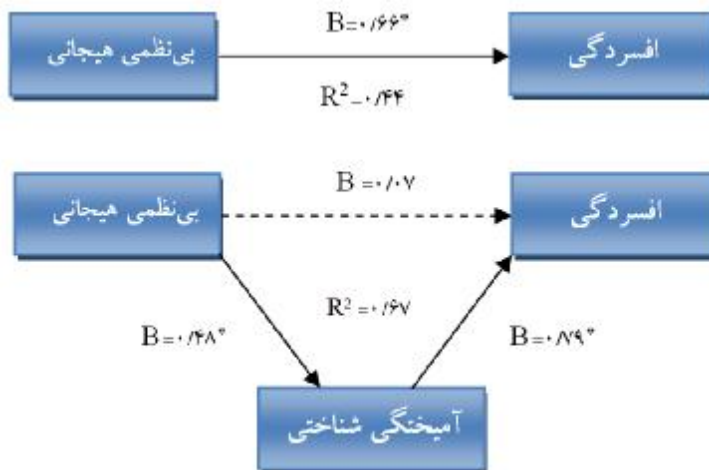 بی‌نظمی هیجانی
B=۰/۶۶*
افسردگی
R²=۰/۴۴
بی‌نظمی هیجانی
B=۰/۰۷
افسردگی
B=۰/۴۸*
R²=۰/۶۷
B=۰/۷۹*
آمیختگی شناختی